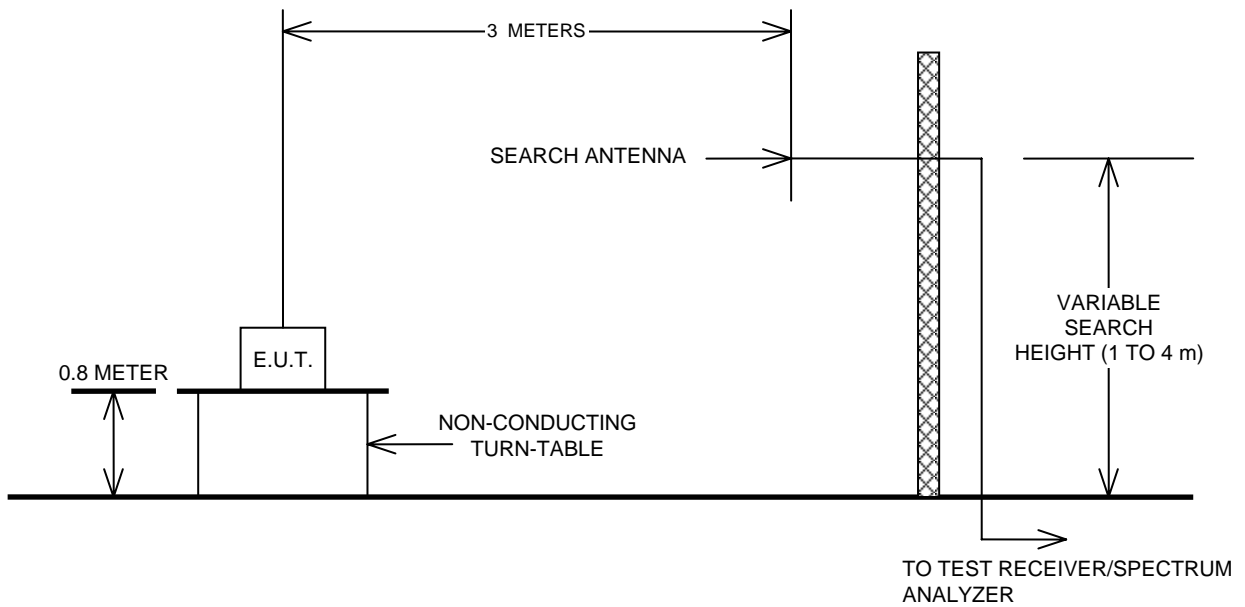 3 METERS
SEARCH ANTENNA
VARIABLE
SEARCH
HEIGHT (1 TO 4 m)
E.U.T.
0.8 METER
NON-CONDUCTING
TURN-TABLE
TO TEST RECEIVER/SPECTRUM
ANALYZER